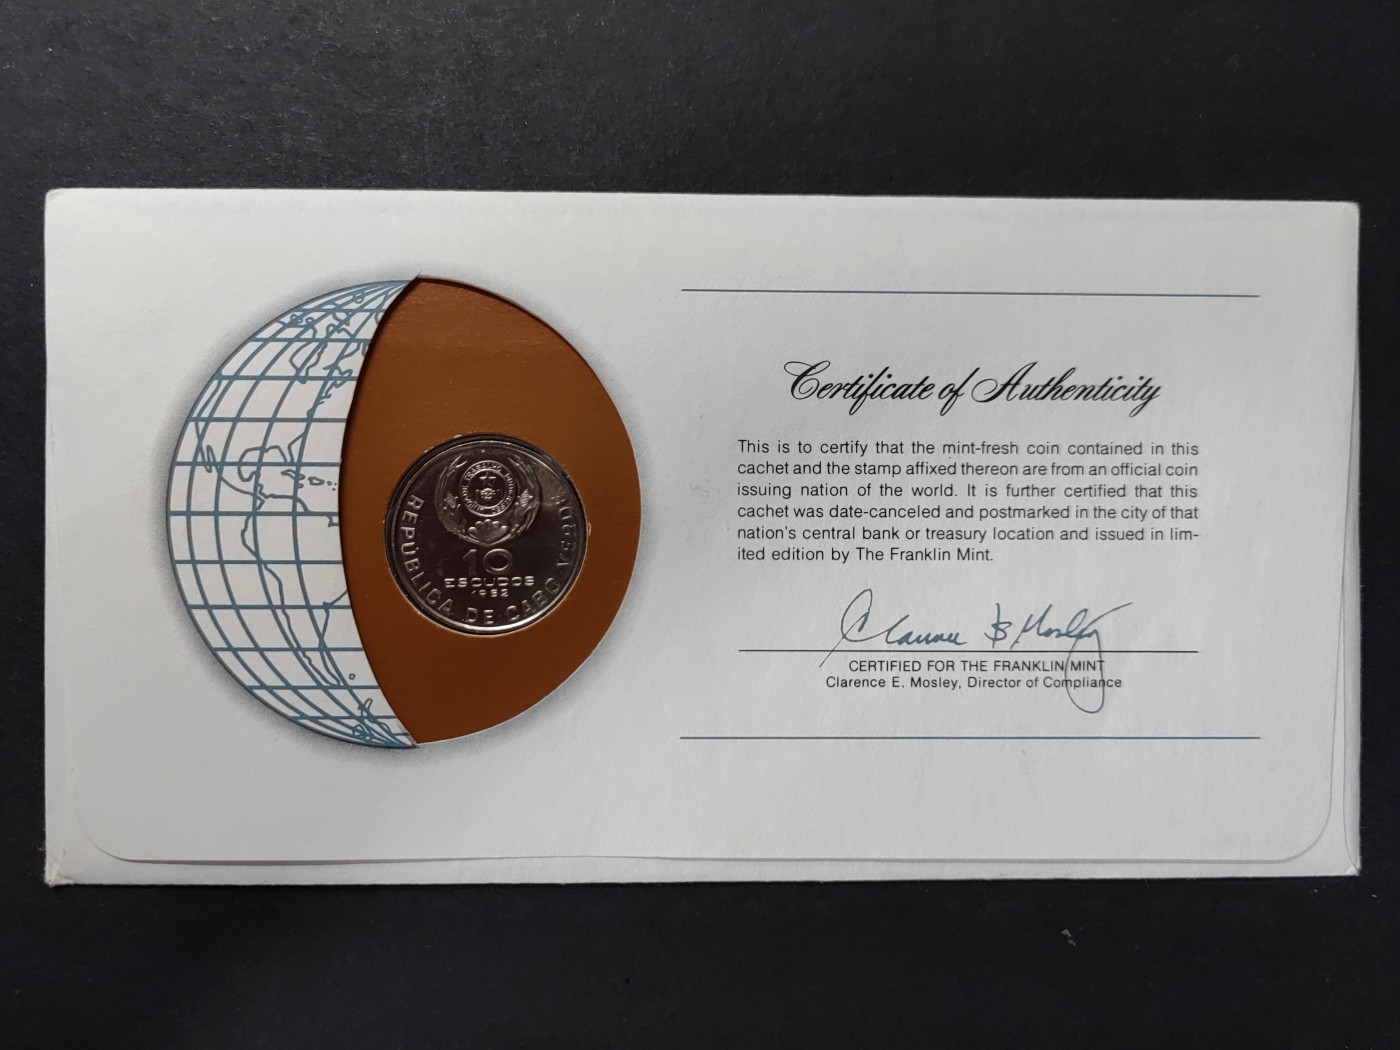 REPÚBLICA DE CABO VERDE
10
ESCUDOS
1982
Certificate of Authenticity
This is to certify that the mint-fresh coin contained in this
cachet and the stamp affixed thereon are from an official coin
issuing nation of the world. It is further certified that this
cachet was date-canceled and postmarked in the city of that
nation's central bank or treasury location and issued in lim-
ited edition by The Franklin Mint.
CERTIFIED FOR THE FRANKLIN MINT
Clarence E. Mosley, Director of Compliance